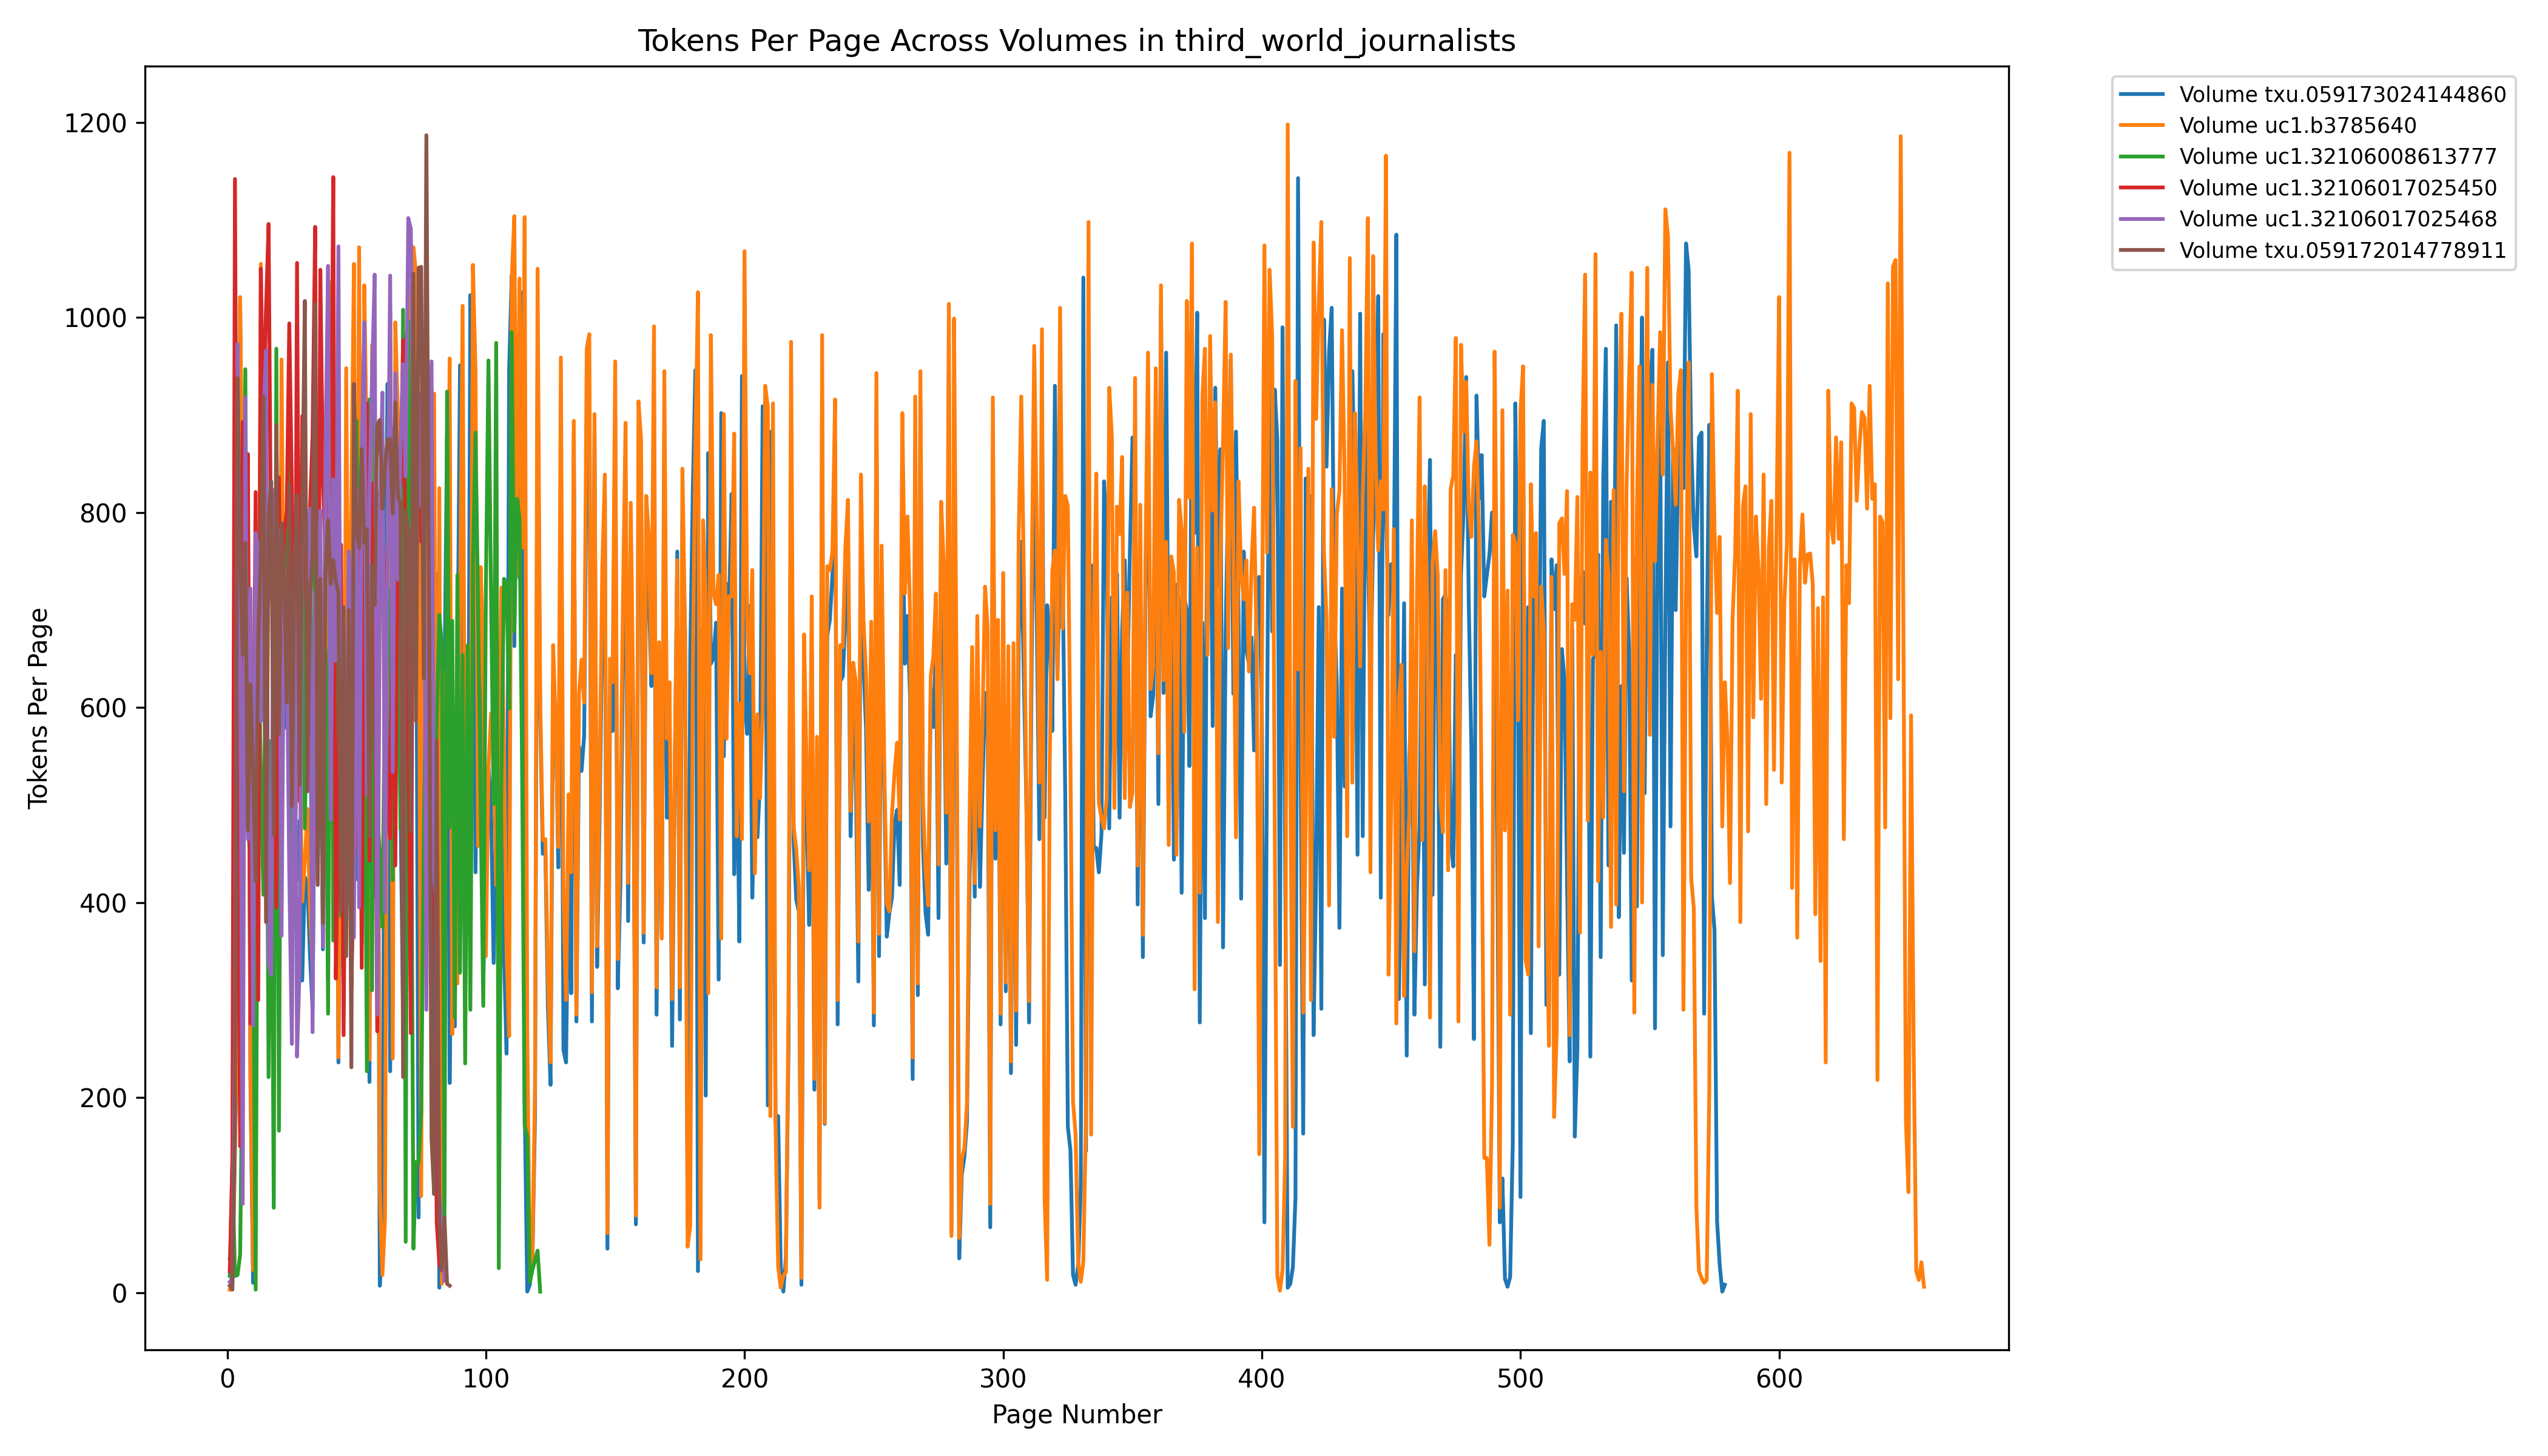 Tokens Per Page Across Volumes in third_world_journalists
Volume txu.059173024144860
Volume uc1.b3785640
Volume uc1.32106008613777
Volume uc1.32106017025450
Volume uc1.32106017025468
Volume txu.059172014778911
Tokens Per Page
1200
1000
800
600
400
200
0
0 100 200 300 400 500 600
Page Number